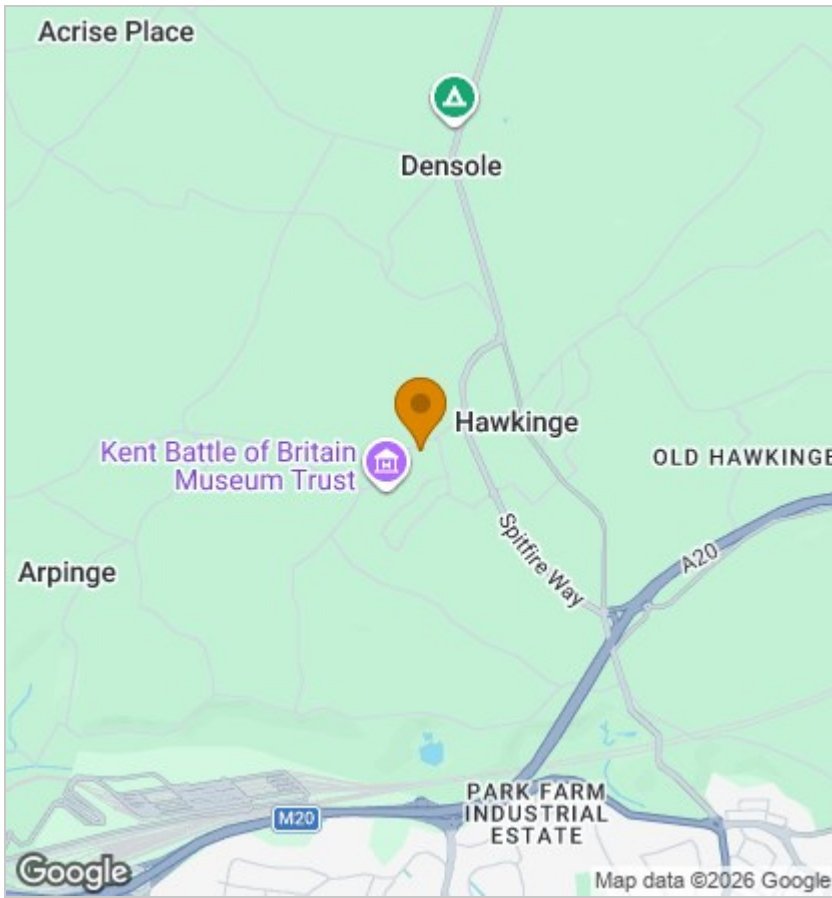 Acrise Place
Densole
Hawkinge
Kent Battle of Britain
Museum Trust
OLD HAWKINGE
Spitfire Way
A20
Arpinge
PARK FARM
INDUSTRIAL
ESTATE
M20
Google
Map data ©2026 Google